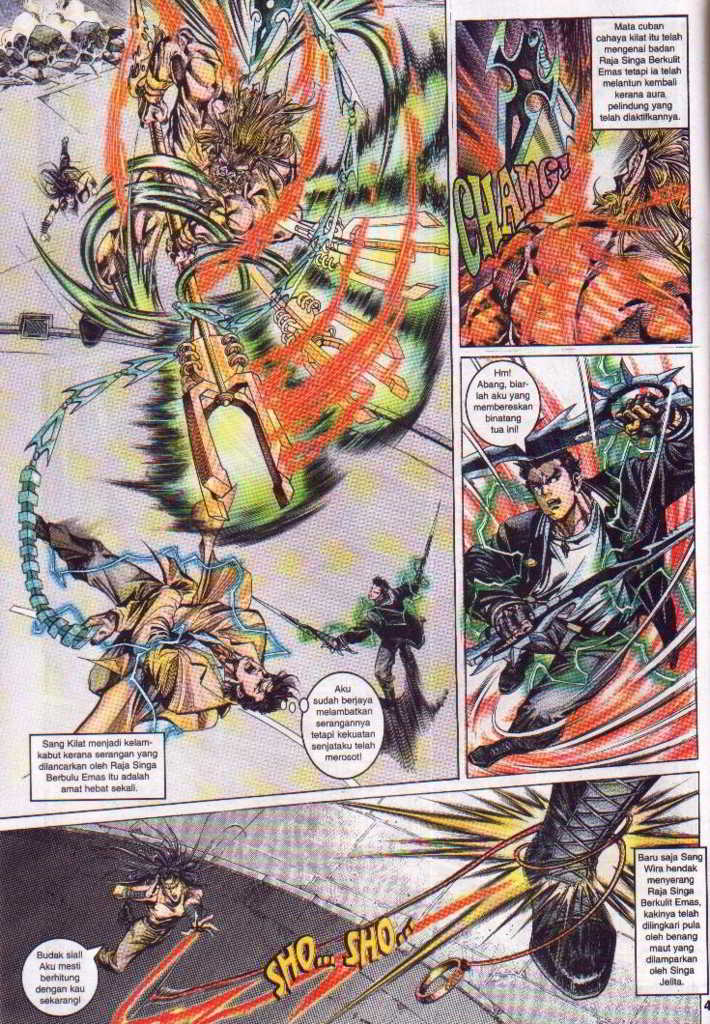 Mata cuban
cahaya kilat itu telah
mengenai badan
Raja Singa Berkulit
Emas tetapi ia telah
melantun kembali
kerana aura
pelindung yang
telah diaktifkannya.
CHANG!
Hm!
Abang, biar-
lah aku yang
membereskan
binatang
tua ini!
Aku
sudah berjaya
melambatkan
serangannya
tetapi kekuatan
senjataku telah
merosot!
Sang Kilat menjadi kelam-
kabut kerana serangan yang
dilancarkan oleh Raja Singa
Berbulu Emas itu adalah
amat hebat sekali.
Baru saja Sang
Wira hendak
menyerang
Raja Singa
Berkulit Emas,
kakinya telah
dilingkari pula
oleh benang
maut yang
dilamparkan
oleh Singa
Jelita.
SHO... SHO...
Budak sial!
Aku mesti
berhitung
dengan kau
sekarang!
4